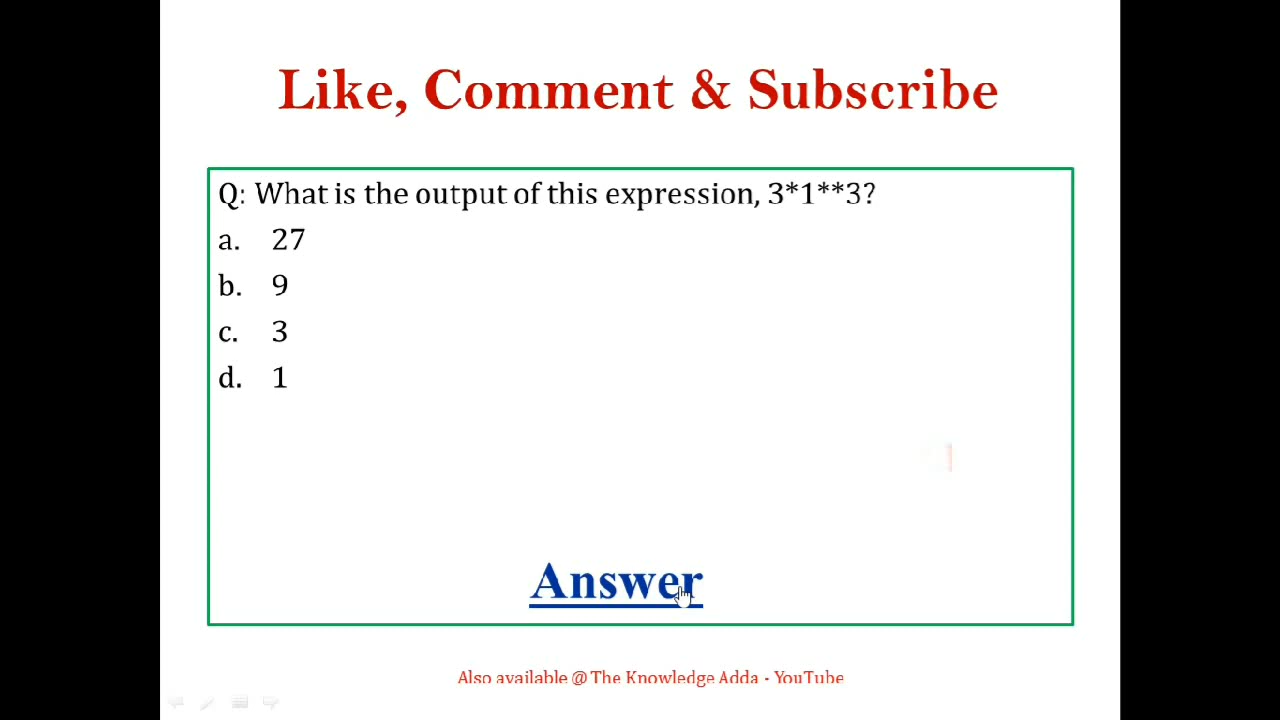 Like, Comment & Subscribe
Q: What is the output of this expression, 3*1**3?
a. 27
b. 9
c. 3
d. 1
Answer
Also available @ The Knowledge Adda - YouTube